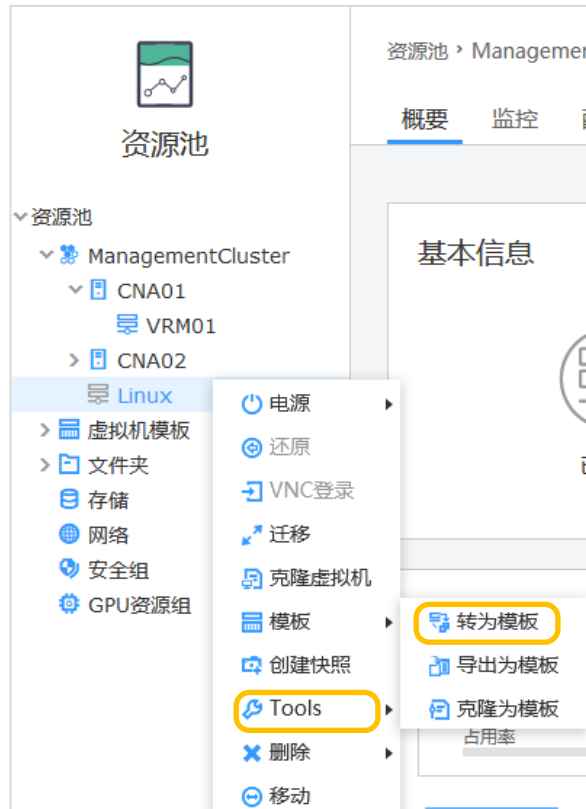 资源池
资源池 › Managemen
概要 监控
资源池
ManagementCluster
CNA01
VRM01
CNA02
Linux
虚拟机模板
文件夹
存储
网络
安全组
GPU资源组
基本信息
电源
还原
VNC登录
迁移
克隆虚拟机
模板
创建快照
Tools
删除
移动
转为模板
导出为模板
克隆为模板
占用率